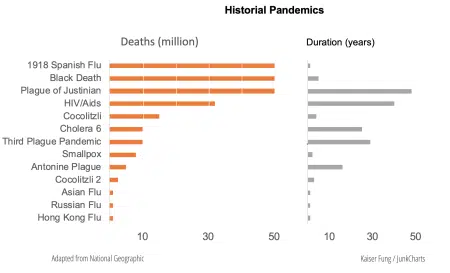 Historial Pandemics
Deaths (million)
Duration (years)
1918 Spanish Flu
Black Death
Plague of Justinian
HIV/Aids
Cocolitzli
Cholera 6
Third Plague Pandemic
Smallpox
Antonine Plague
Cocolitzli 2
Asian Flu
Russian Flu
Hong Kong Flu
10 30 50
10 30 50
Adapted from National Geographic
Kaiser Fung / JunkCharts